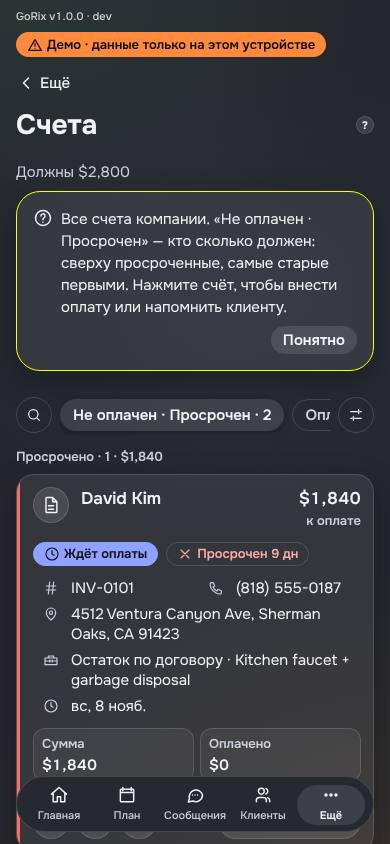 GoRix v1.0.0 · dev
Демо · данные только на этом устройстве
Ещё
Счета
?
Должны $2,800
Все счета компании. «Не оплачен ·
Просрочен» — кто сколько должен:
сверху просроченные, самые старые
первыми. Нажмите счёт, чтобы внести
оплату или напомнить клиенту.
Понятно
Не оплачен · Просрочен · 2
Опл
Просрочено · 1 · $1,840
David Kim
$1,840
к оплате
Ждёт оплаты
Просрочен 9 дн
INV-0101
(818) 555-0187
4512 Ventura Canyon Ave, Sherman
Oaks, CA 91423
Остаток по договору · Kitchen faucet +
garbage disposal
вс, 8 нояб.
Сумма
Оплачено
$1,840
$0
Главная
План
Сообщения
Клиенты
Ещё